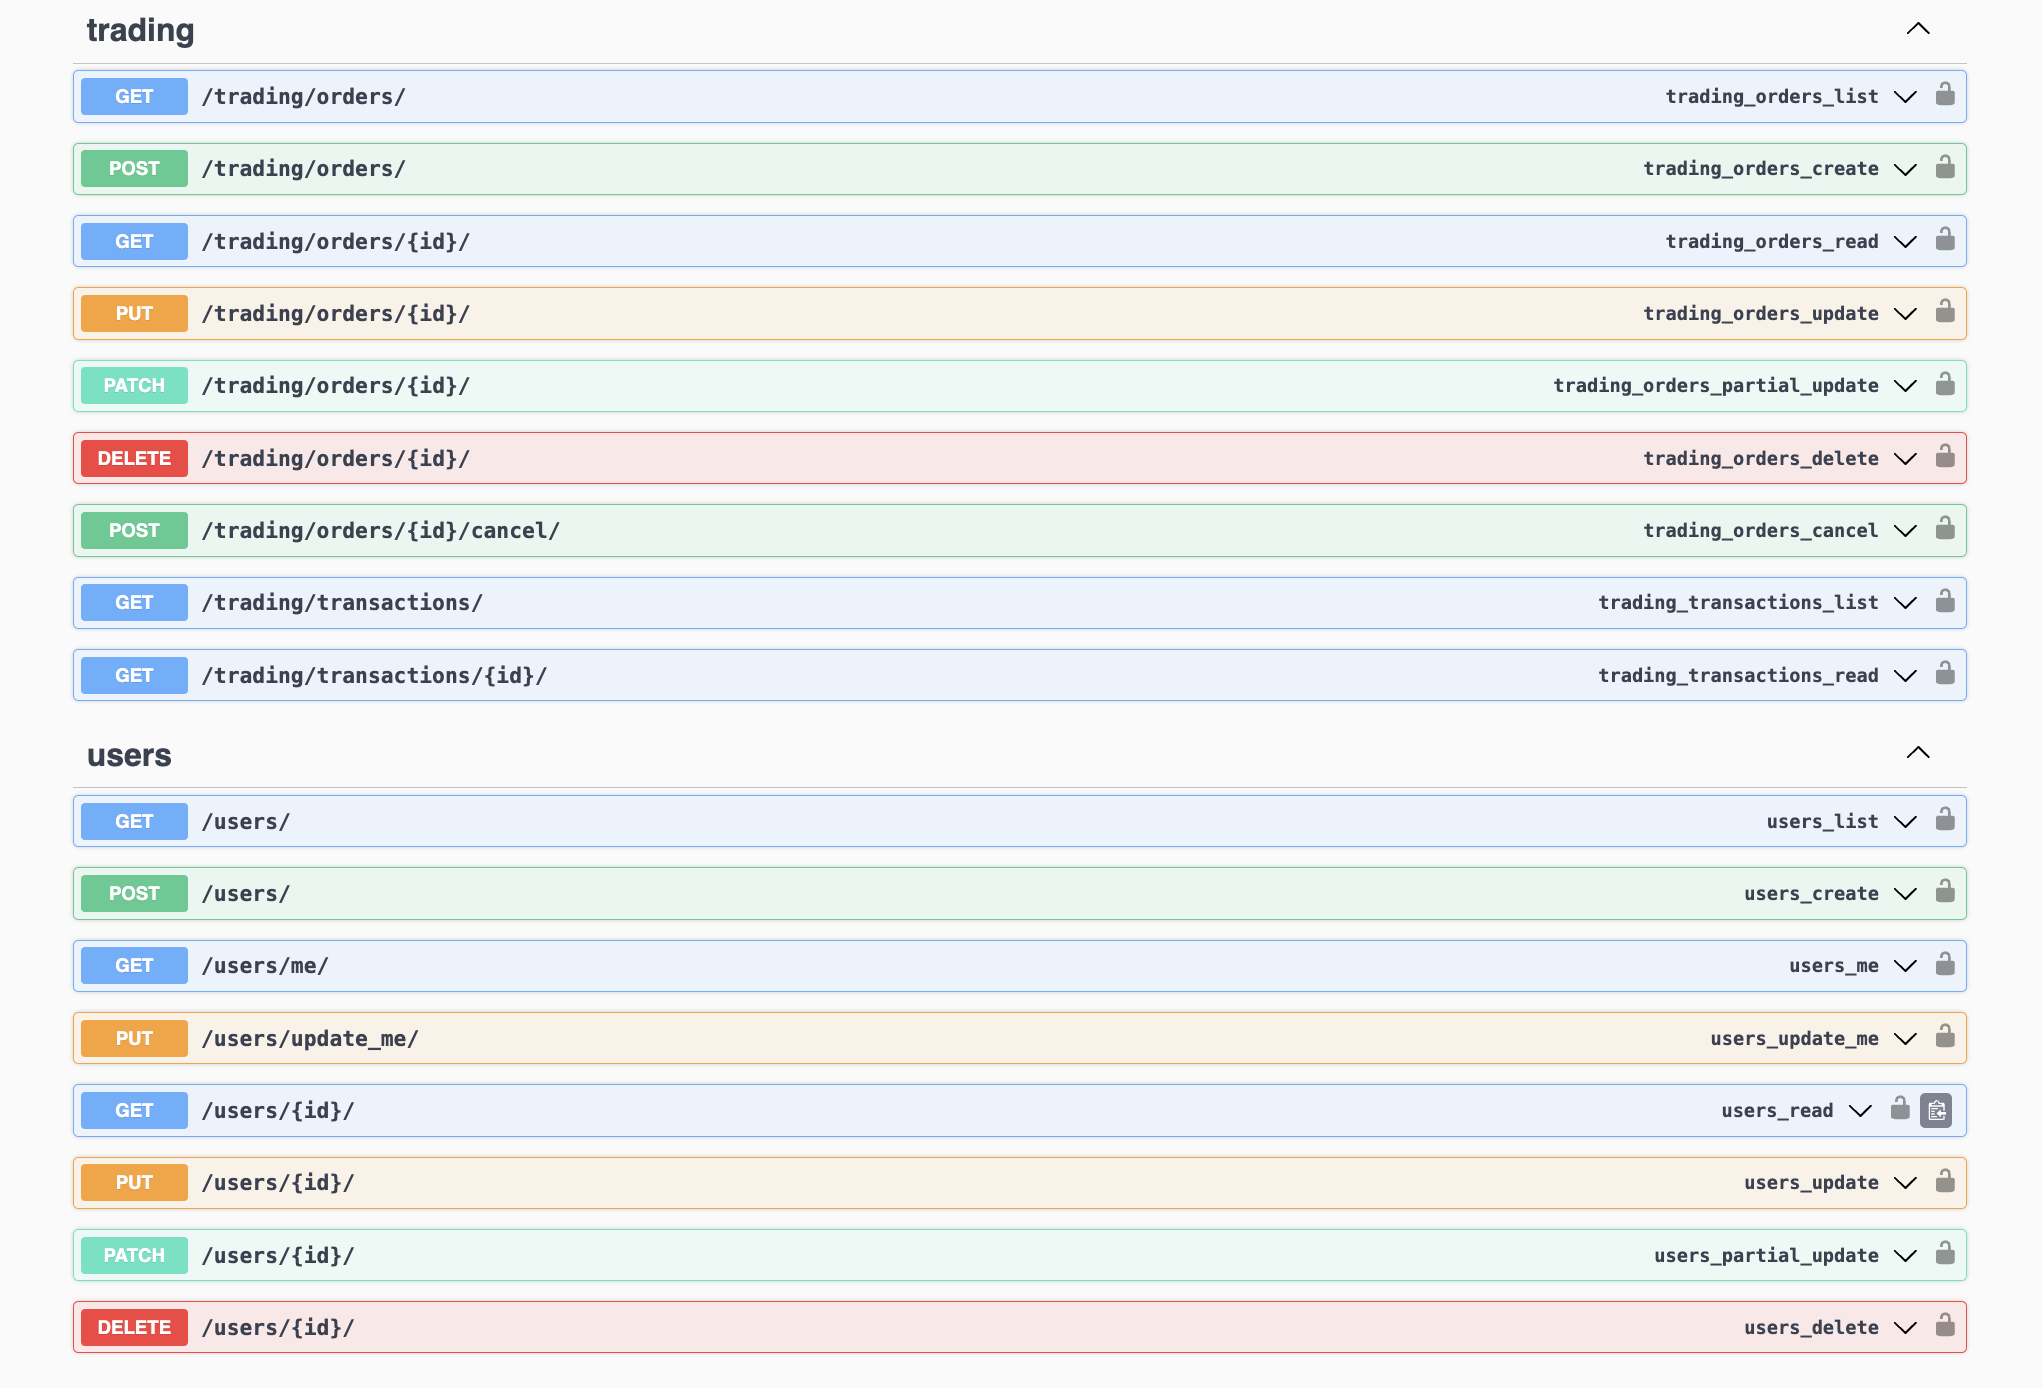 trading
GET /trading/orders/ trading_orders_list
POST /trading/orders/ trading_orders_create
GET /trading/orders/{id}/ trading_orders_read
PUT /trading/orders/{id}/ trading_orders_update
PATCH /trading/orders/{id}/ trading_orders_partial_update
DELETE /trading/orders/{id}/ trading_orders_delete
POST /trading/orders/{id}/cancel/ trading_orders_cancel
GET /trading/transactions/ trading_transactions_list
GET /trading/transactions/{id}/ trading_transactions_read
users
GET /users/ users_list
POST /users/ users_create
GET /users/me/ users_me
PUT /users/update_me/ users_update_me
GET /users/{id}/ users_read
PUT /users/{id}/ users_update
PATCH /users/{id}/ users_partial_update
DELETE /users/{id}/ users_delete